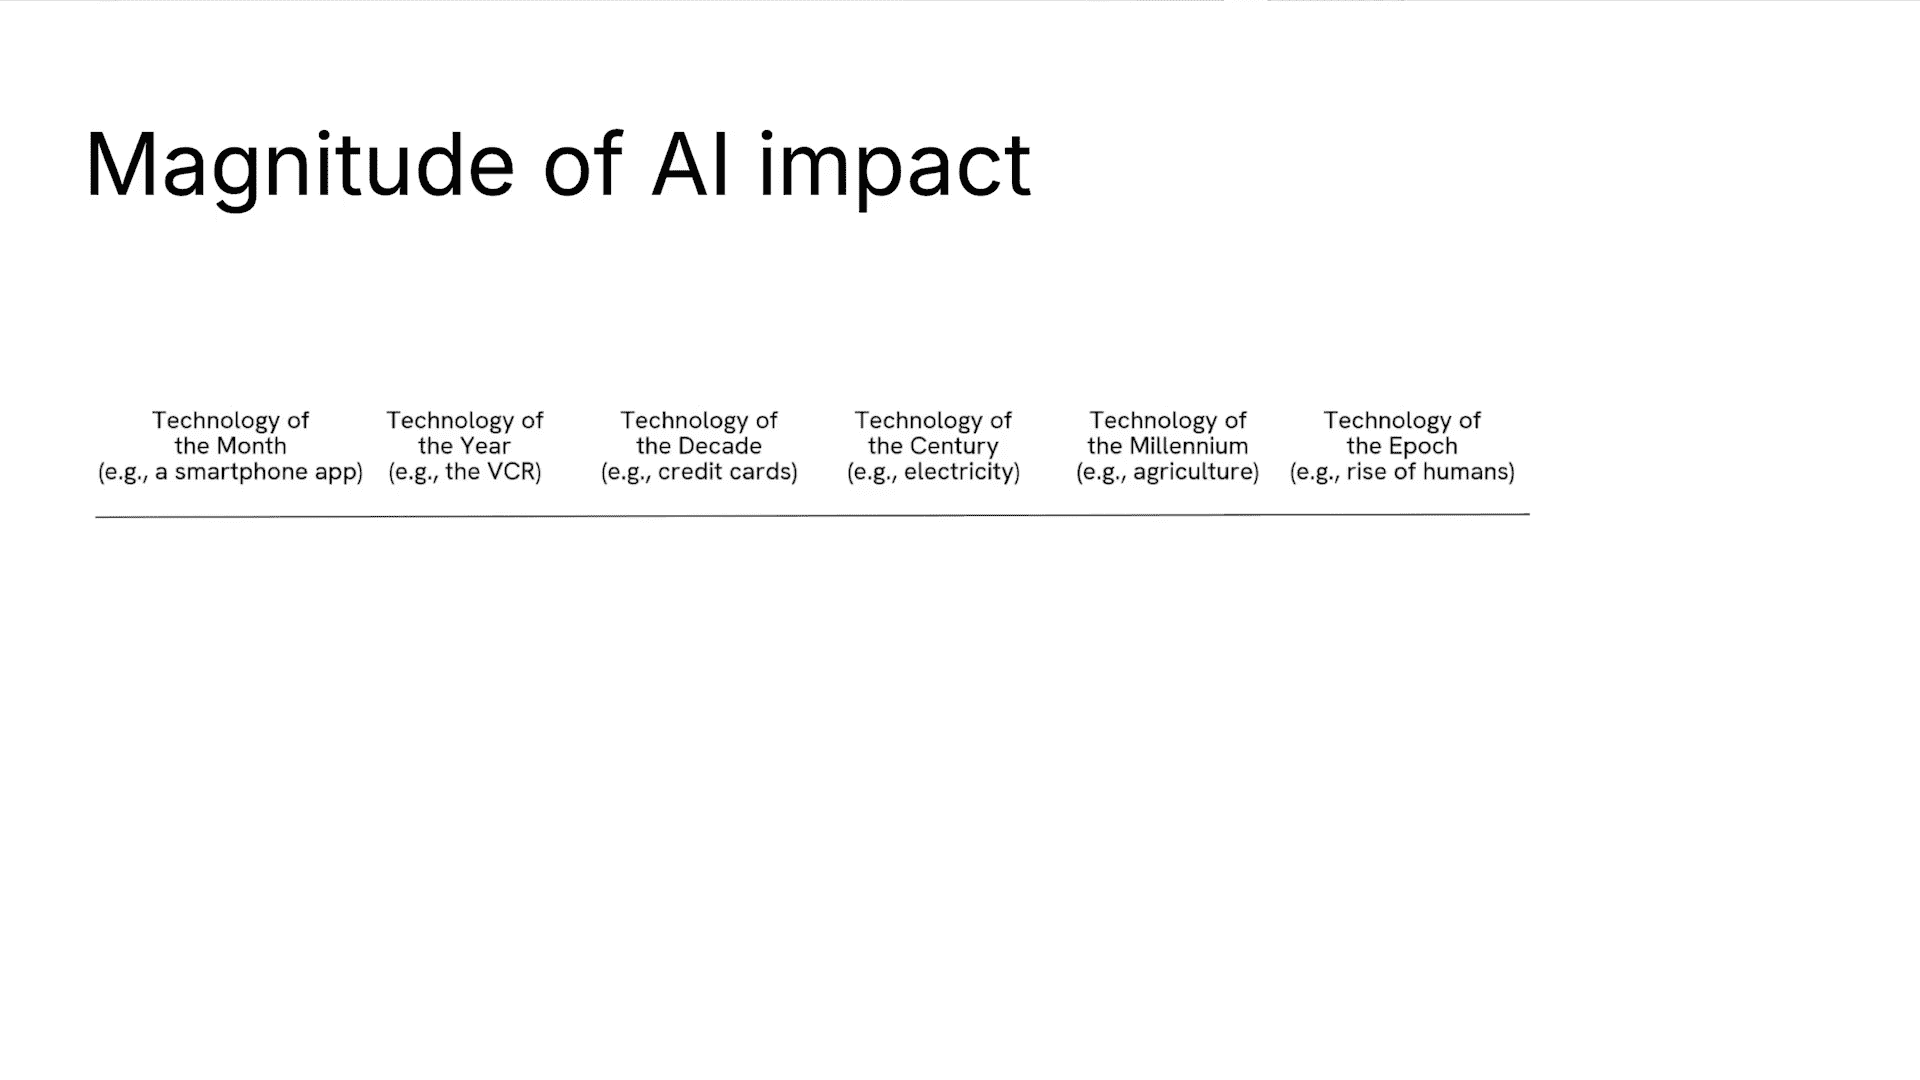 Magnitude of AI impact
Technology of
the Month
(e.g., a smartphone app)
Technology of
the Year
(e.g., the VCR)
Technology of
the Decade
(e.g., credit cards)
Technology of
the Century
(e.g., electricity)
Technology of
the Millennium
(e.g., agriculture)
Technology of
the Epoch
(e.g., rise of humans)